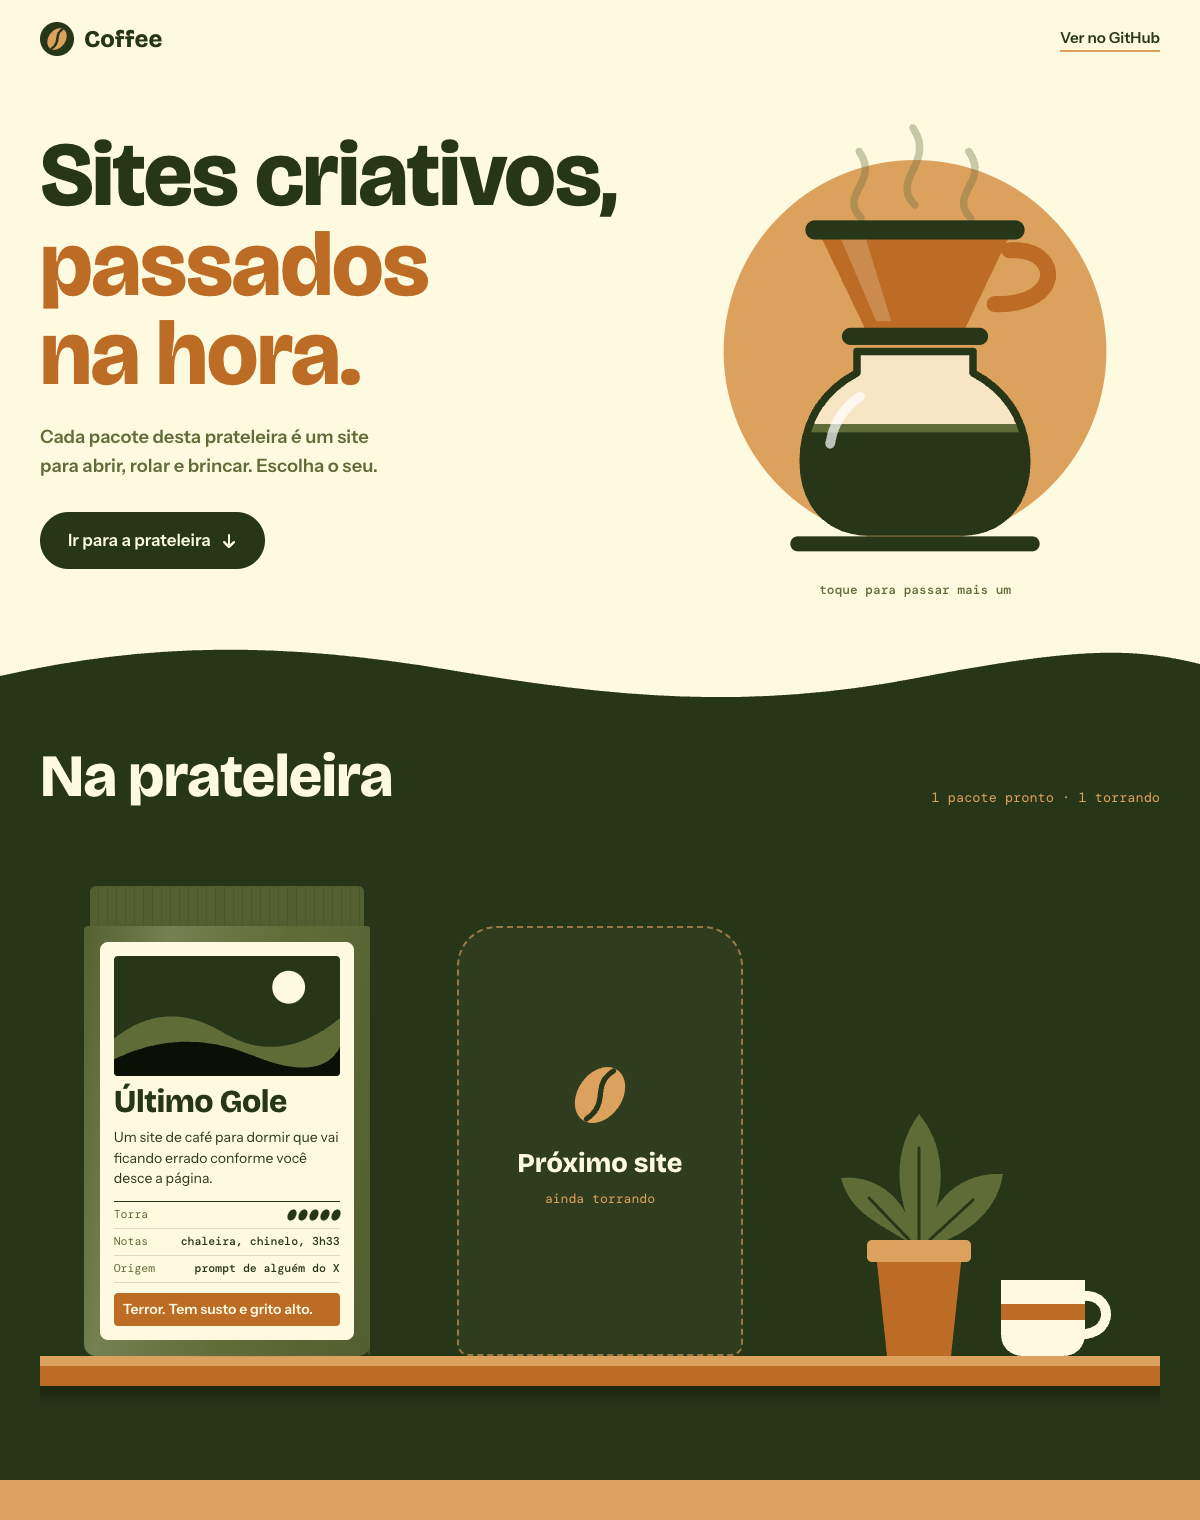 Coffee
Ver no GitHub
Sites criativos,
passados
na hora.
Cada pacote desta prateleira é um site
para abrir, rolar e brincar. Escolha o seu.
Ir para a prateleira ↓
toque para passar mais um
Na prateleira
1 pacote pronto · 1 torrando
Último Gole
Um site de café para dormir que vai
ficando errado conforme você
desce a página.
Torra
Notas chaleira, chinelo, 3h33
Origem prompt de alguém do X
Terror. Tem susto e grito alto.
Próximo site
ainda torrando